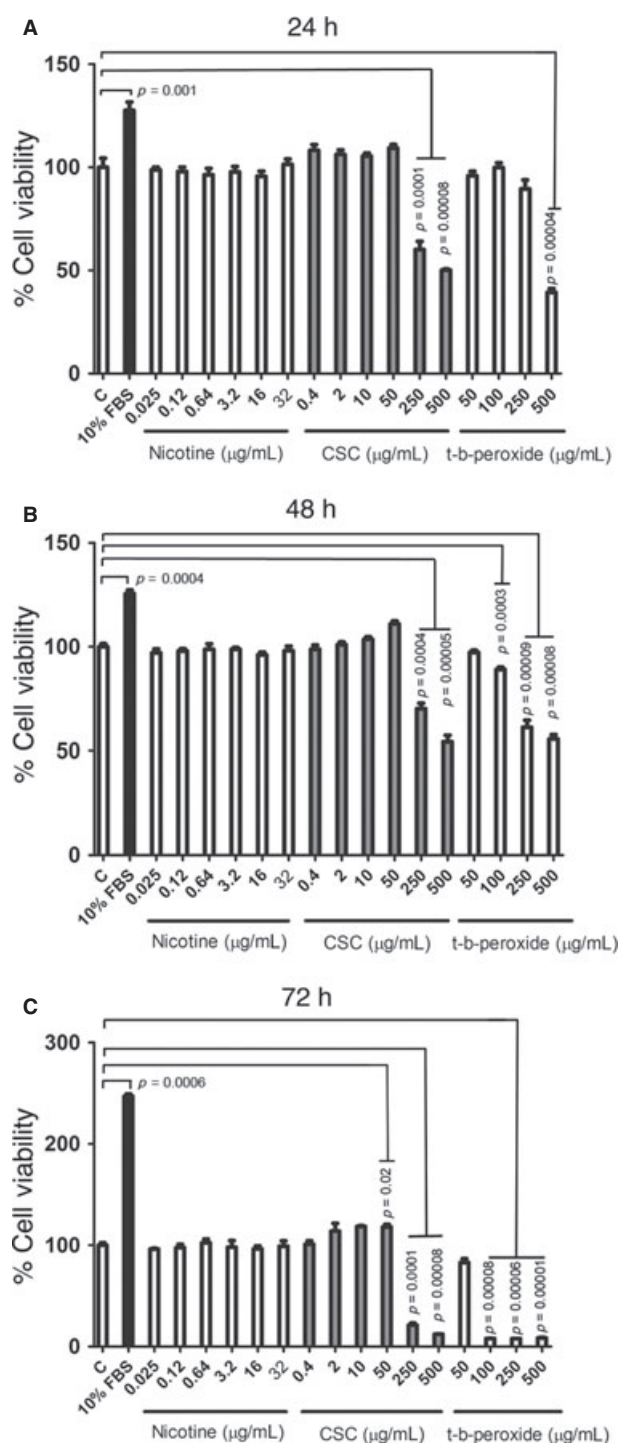 A
24 h
150
100
50
0
% Cell viability
p = 0.001
p = 0.0001
p = 0.00008
p = 0.00004
C
10% FBS
0.025
0.12
0.64
3.2
16
32
0.4
2
10
50
250
500
50
100
250
500
Nicotine (µg/mL)
CSC (µg/mL)
t-b-peroxide (µg/mL)
B
48 h
150
100
50
0
% Cell viability
p = 0.0004
p = 0.0004
p = 0.00005
p = 0.0003
p = 0.00009
p = 0.00008
C
10% FBS
0.025
0.12
0.64
3.2
16
32
0.4
2
10
50
250
500
50
100
250
500
Nicotine (µg/mL)
CSC (µg/mL)
t-b-peroxide (µg/mL)
C
72 h
300
200
100
0
% Cell viability
p = 0.0006
p = 0.02
p = 0.0001
p = 0.00008
p = 0.00008
p = 0.00006
p = 0.00001
C
10% FBS
0.025
0.12
0.64
3.2
16
32
0.4
2
10
50
250
500
50
100
250
500
Nicotine (µg/mL)
CSC (µg/mL)
t-b-peroxide (µg/mL)